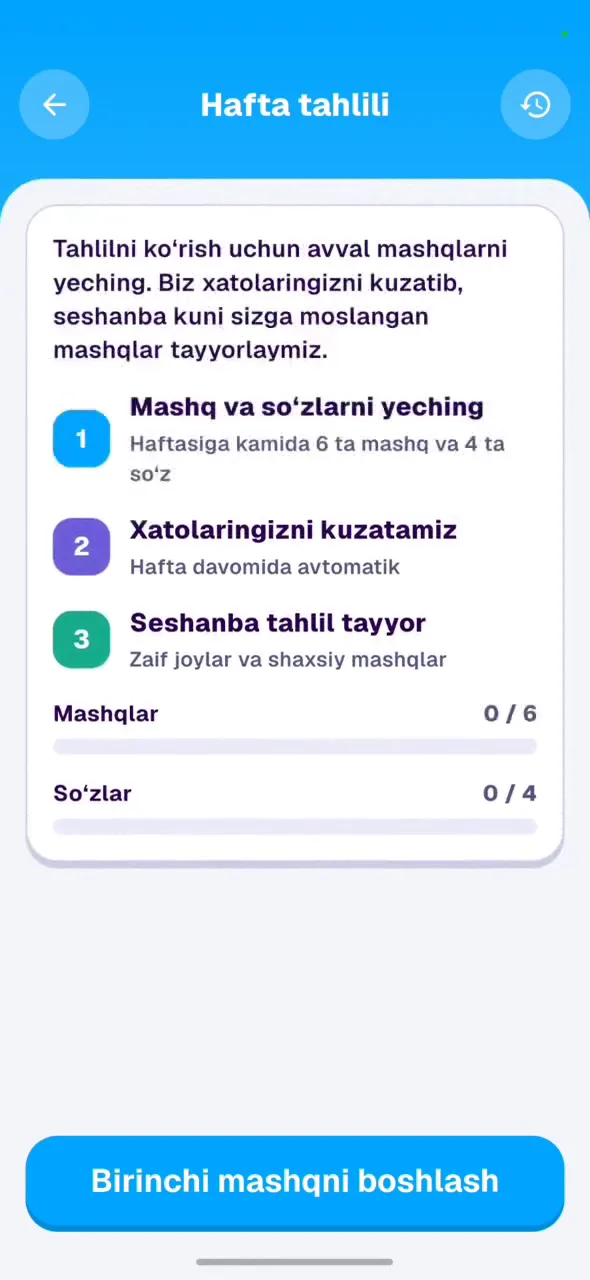 Hafta tahlili
Tahlilni ko‘rish uchun avval mashqlarni
yeching. Biz xatolaringizni kuzatib,
seshanba kuni sizga moslangan
mashqlar tayyorlaymiz.
1
Mashq va so‘zlarni yeching
Haftasiga kamida 6 ta mashq va 4 ta
so‘z
2
Xatolaringizni kuzatamiz
Hafta davomida avtomatik
3
Seshanba tahlil tayyor
Zaif joylar va shaxsiy mashqlar
Mashqlar 0 / 6
So‘zlar 0 / 4
Birinchi mashqni boshlash